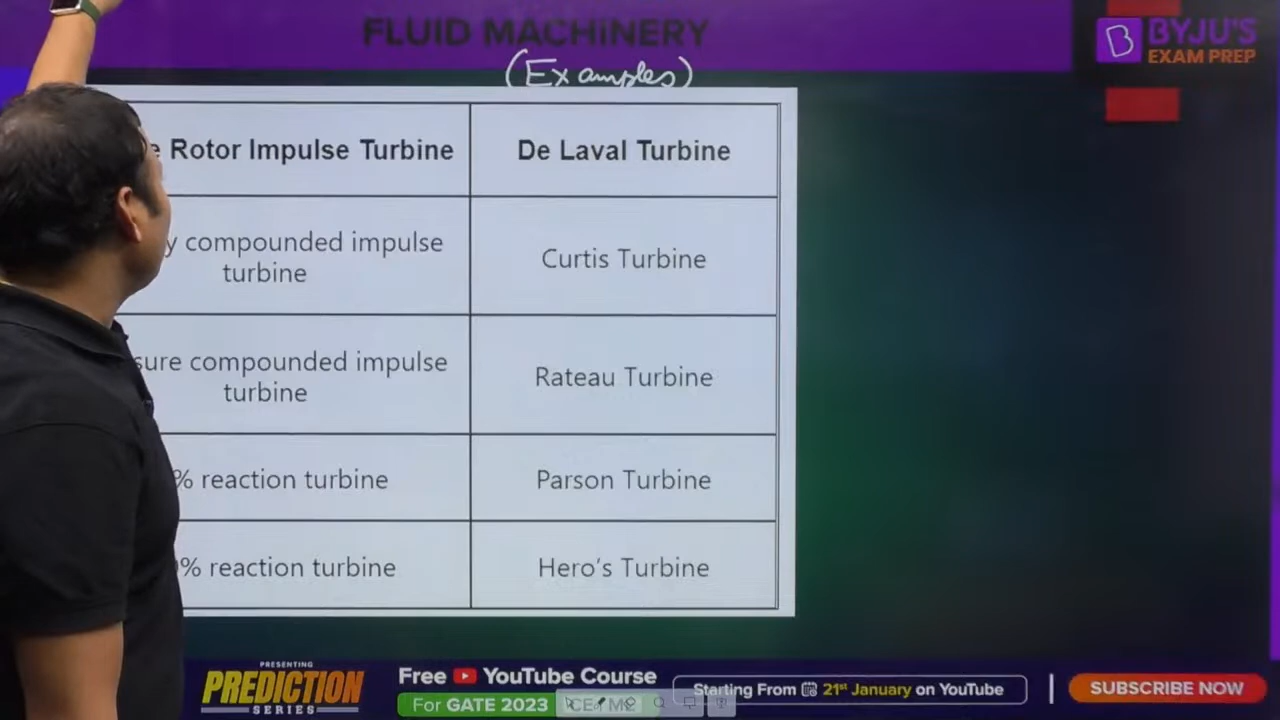 FLUID MACHiNERY
BYJU'S
EXAM PREP
(Examples)
Rotor Impulse Turbine
De Laval Turbine
compounded impulse
turbine
Curtis Turbine
compounded impulse
turbine
Rateau Turbine
% reaction turbine
Parson Turbine
% reaction turbine
Hero's Turbine
PRESENTING
PREDICTION
SERIES
Free YouTube Course
For GATE 2023 CE/ ME
Starting From 21st January on YouTube
SUBSCRIBE NOW